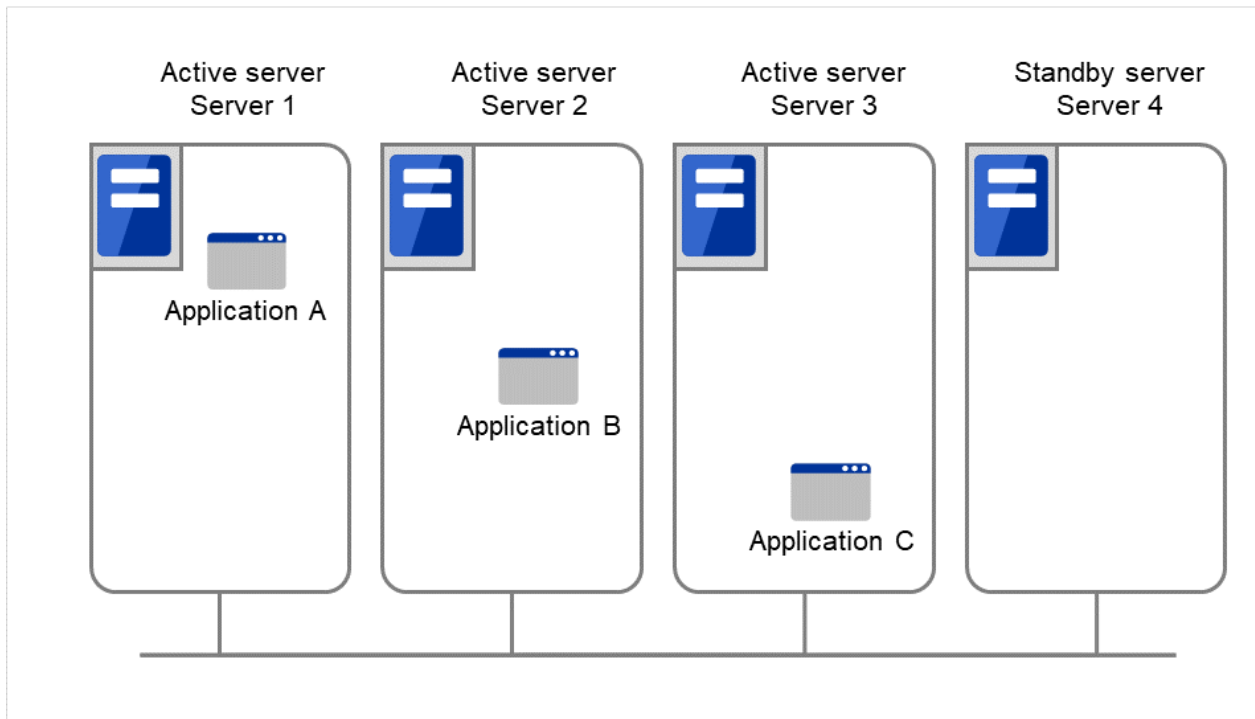 Active server
Server 1
Active server
Server 2
Active server
Server 3
Standby server
Server 4
Application A
Application B
Application C